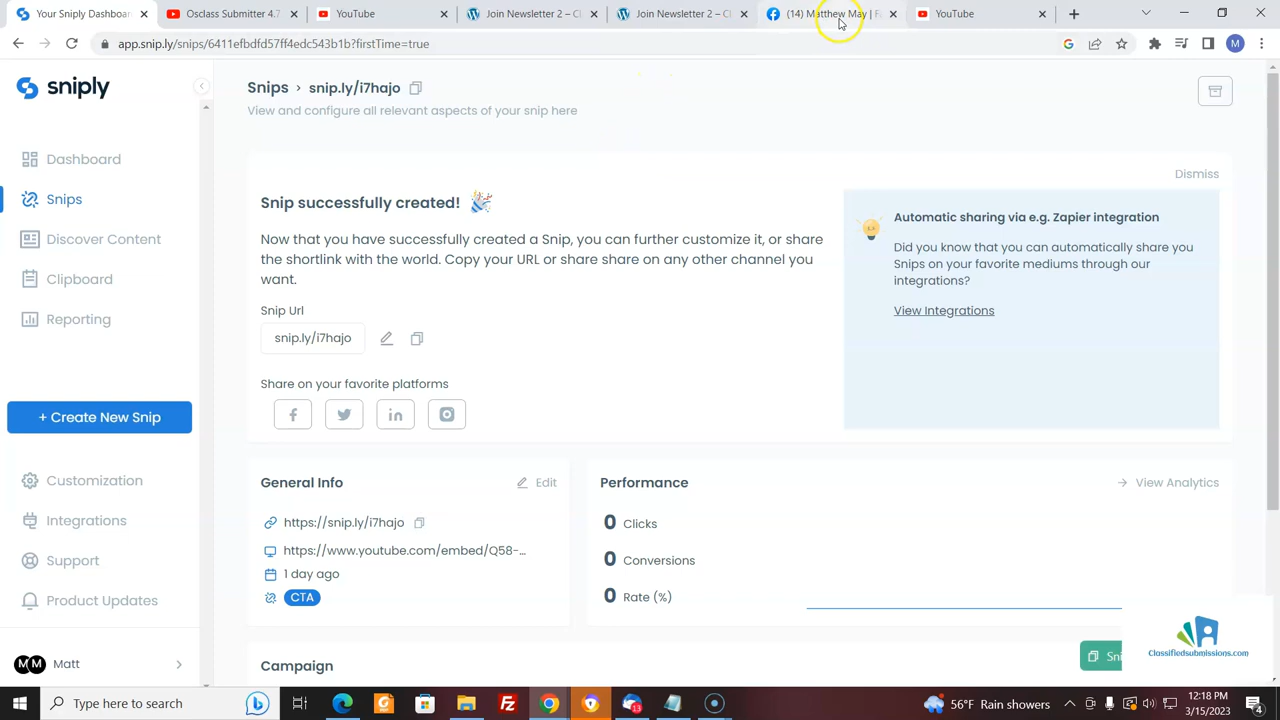 Your Sniply Dashboa
Osclass Submitter 4.7
YouTube
Join Newsletter 2 – Cl
Join Newsletter 2 – Cl
(14) Matthew May | F
YouTube
app.snip.ly/snips/6411efbfd57ff4edc543b1b?firstTime=true
M
sniply
Snips › snip.ly/i7hajo
View and configure all relevant aspects of your snip here
Dashboard
Snips
Discover Content
Clipboard
Reporting
+ Create New Snip
Customization
Integrations
Support
Product Updates
MM
Matt
Dismiss
Snip successfully created!
Now that you have successfully created a Snip, you can further customize it, or share
the shortlink with the world. Copy your URL or share share on any other channel you
want.
Snip Url
snip.ly/i7hajo
Share on your favorite platforms
Automatic sharing via e.g. Zapier integration
Did you know that you can automatically share you
Snips on your favorite mediums through our
integrations?
View Integrations
General Info
Edit
https://snip.ly/i7hajo
https://www.youtube.com/embed/Q58-...
1 day ago
CTA
Performance
View Analytics
0 Clicks
0 Conversions
0 Rate (%)
Campaign
Sni
Classifiedsubmissions.com
Type here to search
13
56°F Rain showers
12:18 PM
3/15/2023
4